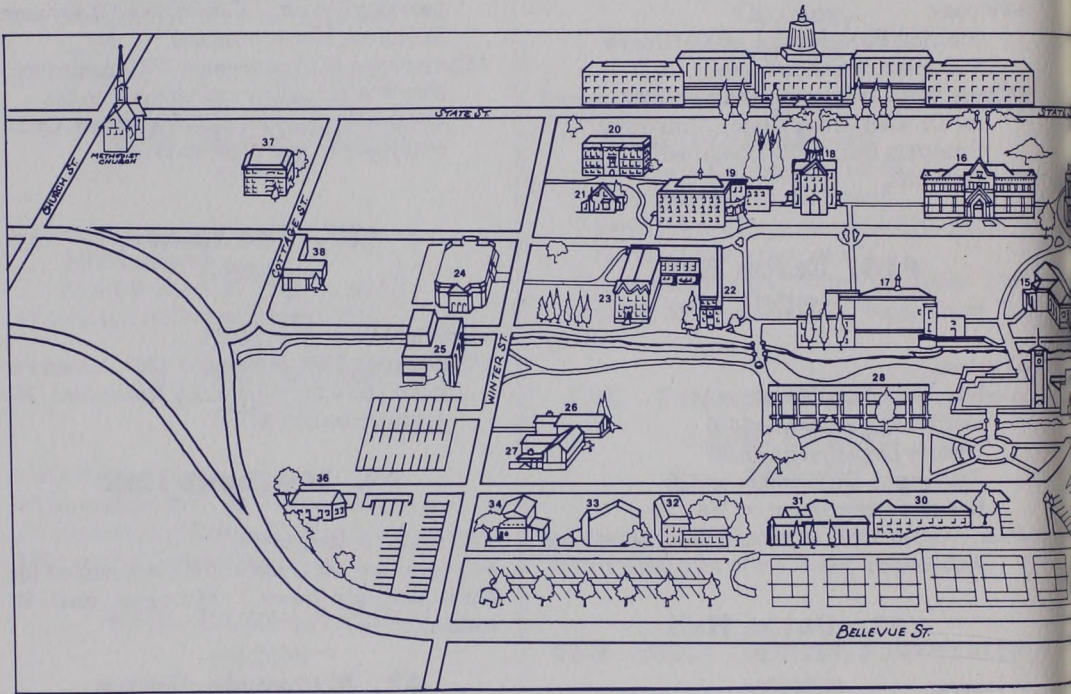 STATE ST.
STATE
METHODIST
CHURCH
CHURCH ST.
COTTAGE ST.
WINTER ST.
BELLEVUE ST.
37
38
20
21
19
18
16
24
25
23
22
17
15
26
27
28
36
34
33
32
31
30